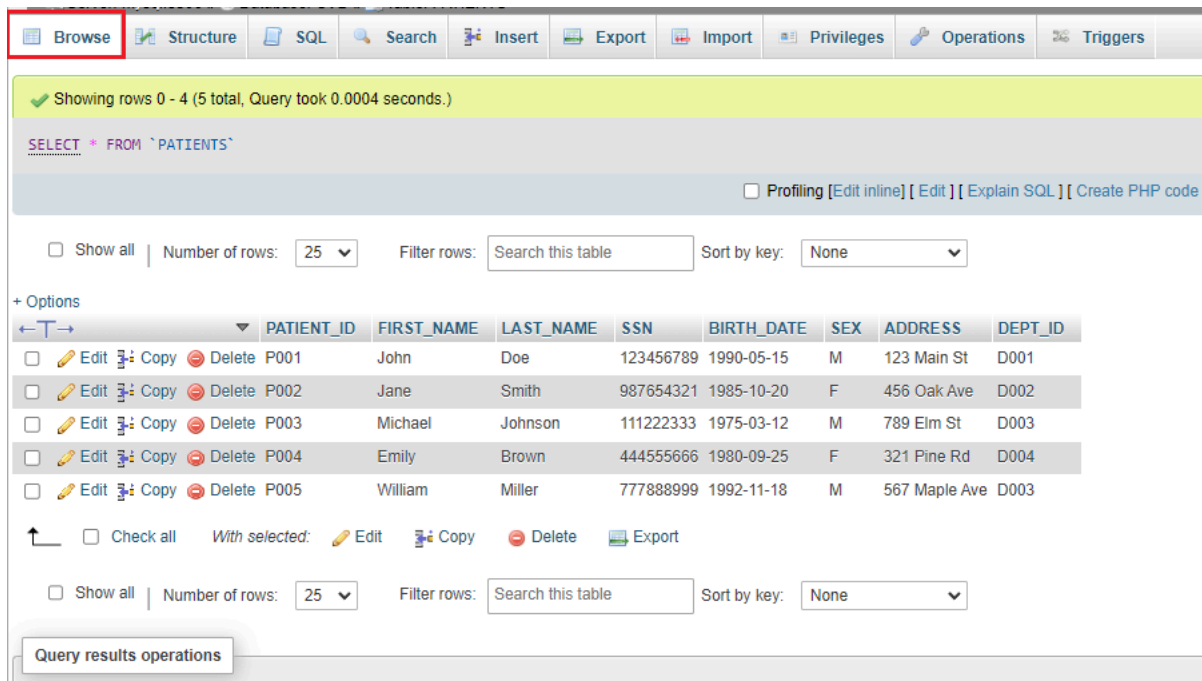 Browse Structure SQL Search Insert Export Import Privileges Operations Triggers
Showing rows 0 - 4 (5 total, Query took 0.0004 seconds.)
SELECT * FROM `PATIENTS`
Profiling [Edit inline] [ Edit ] [ Explain SQL ] [ Create PHP code
Show all | Number of rows: 25 Filter rows: Search this table Sort by key: None
+ Options
←T→ ▼ PATIENT_ID FIRST_NAME LAST_NAME SSN BIRTH_DATE SEX ADDRESS DEPT_ID
Edit Copy Delete P001 John Doe 123456789 1990-05-15 M 123 Main St D001
Edit Copy Delete P002 Jane Smith 987654321 1985-10-20 F 456 Oak Ave D002
Edit Copy Delete P003 Michael Johnson 111222333 1975-03-12 M 789 Elm St D003
Edit Copy Delete P004 Emily Brown 444555666 1980-09-25 F 321 Pine Rd D004
Edit Copy Delete P005 William Miller 777888999 1992-11-18 M 567 Maple Ave D003
Check all With selected: Edit Copy Delete Export
Show all | Number of rows: 25 Filter rows: Search this table Sort by key: None
Query results operations